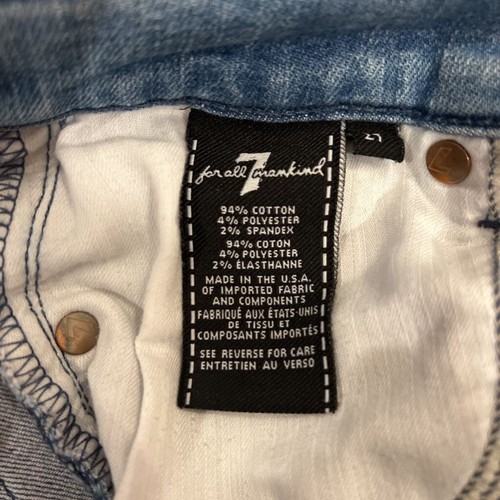 for all 7 mankind
27
94% COTTON
4% POLYESTER
2% SPANDEX
94% COTON
4% POLYESTER
2% ÉLASTHANNE
MADE IN THE U.S.A.
OF IMPORTED FABRIC
AND COMPONENTS
FABRIQUÉ AUX ÉTATS-UNIS
DE TISSU ET
COMPOSANTS IMPORTÉS
SEE REVERSE FOR CARE
ENTRETIEN AU VERSO